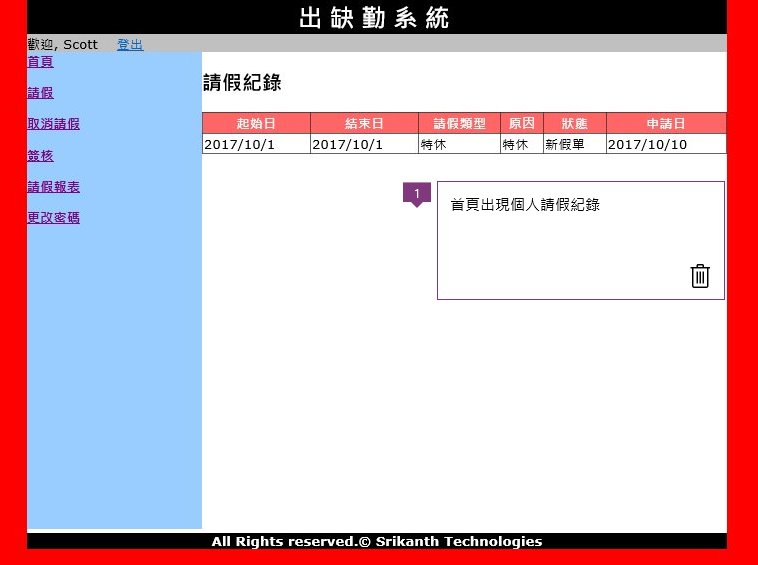 出缺勤系統
歡迎, Scott 登出
首頁
請假
取消請假
簽核
請假報表
更改密碼
請假紀錄
起始日 結束日 請假類型 原因 狀態 申請日
2017/10/1 2017/10/1 特休 特休 新假單 2017/10/10
1
首頁出現個人請假紀錄
All Rights reserved.© Srikanth Technologies